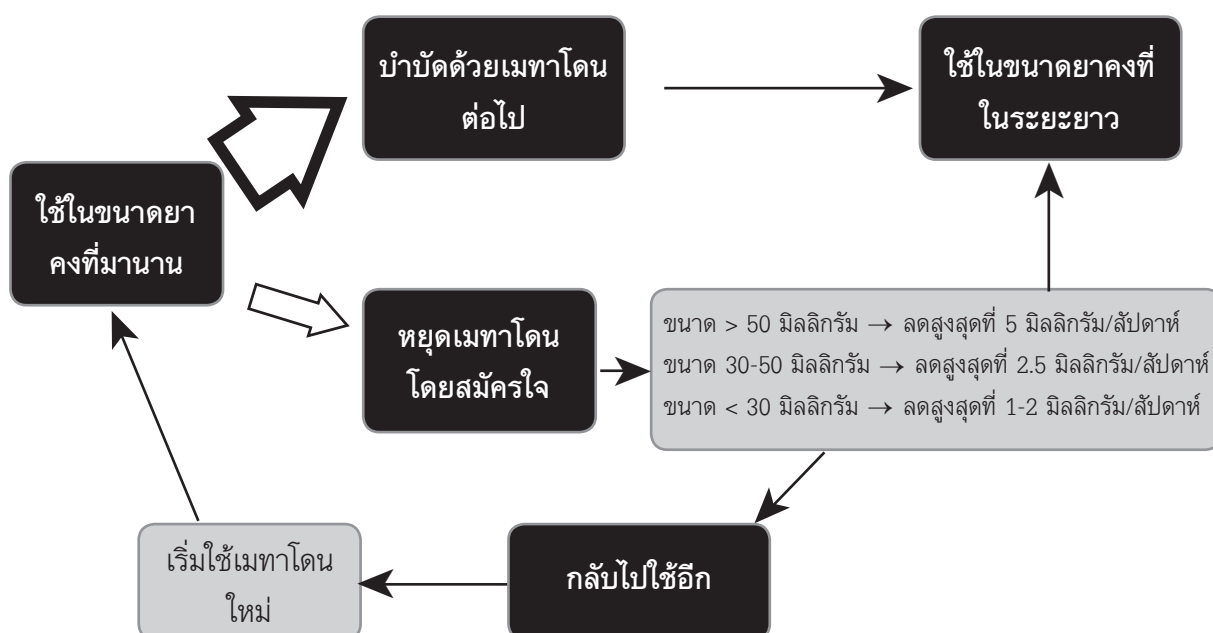 บำบัดด้วยเมทาโดน
ต่อไป
ใช้ในขนาดยาคงที่
ในระยะยาว
ใช้ในขนาดยา
คงที่มานาน
หยุดเมทาโดน
โดยสมัครใจ
ขนาด > 50 มิลลิกรัม → ลดสูงสุดที่ 5 มิลลิกรัม/สัปดาห์
ขนาด 30-50 มิลลิกรัม → ลดสูงสุดที่ 2.5 มิลลิกรัม/สัปดาห์
ขนาด < 30 มิลลิกรัม → ลดสูงสุดที่ 1-2 มิลลิกรัม/สัปดาห์
เริ่มใช้เมทาโดน
ใหม่
กลับไปใช้อีก